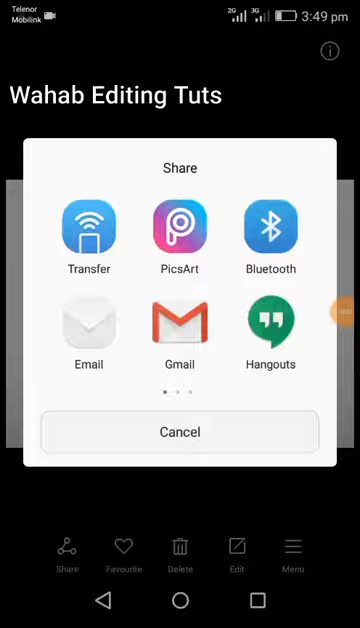 Telenor
Mobilink
2G 3G 3:49 pm
Wahab Editing Tuts
Share
Transfer PicsArt Bluetooth
Email Gmail Hangouts
Cancel
Share Favourite Delete Edit Menu